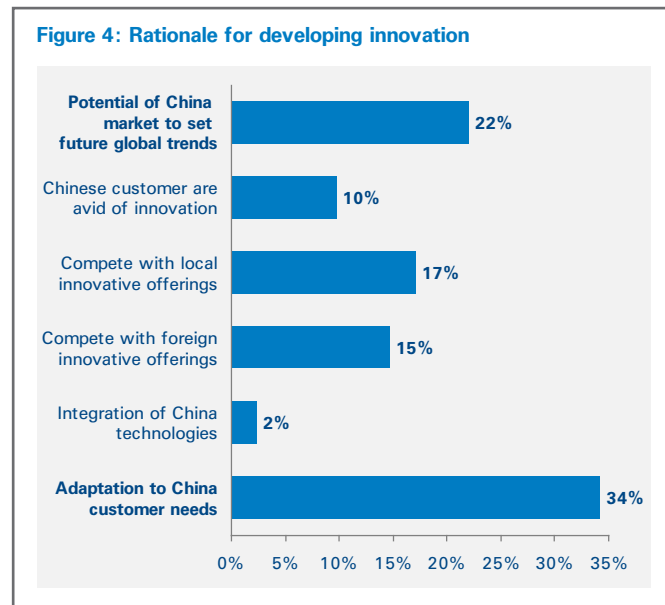 Figure 4: Rationale for developing innovation
Potential of China
market to set
future global trends
22%
Chinese customer are
avid of innovation
10%
Compete with local
innovative offerings
17%
Compete with foreign
innovative offerings
15%
Integration of China
technologies
2%
Adaptation to China
customer needs
34%
0% 5% 10% 15% 20% 25% 30% 35%